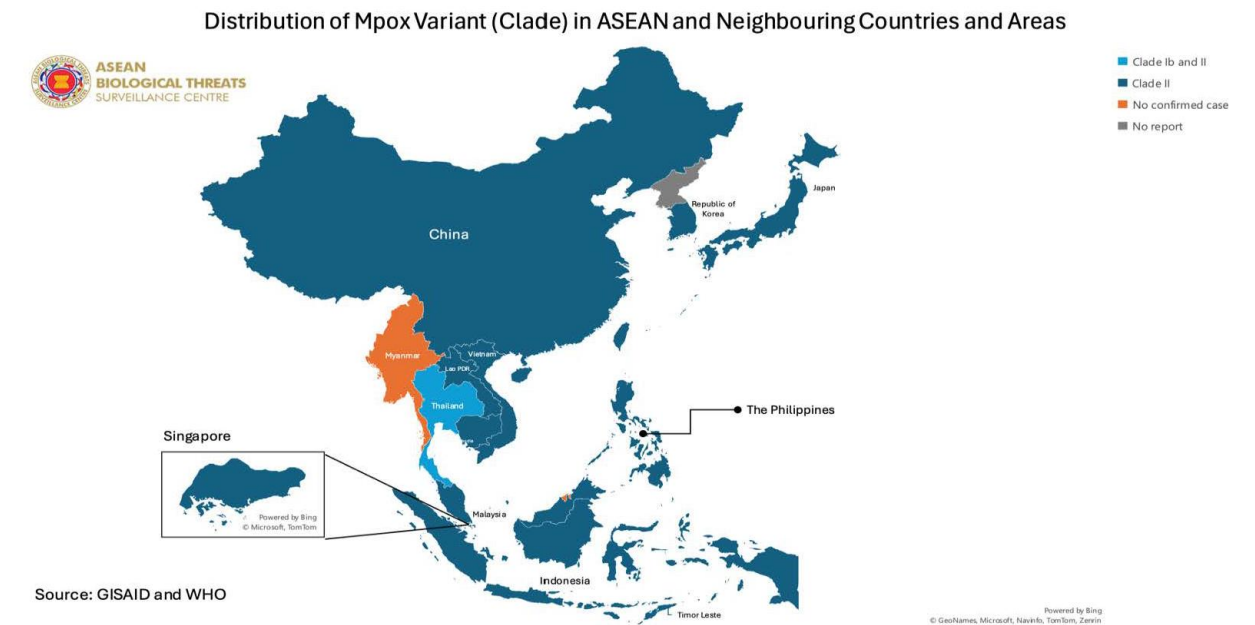 Distribution of Mpox Variant (Clade) in ASEAN and Neighbouring Countries and Areas
ASEAN
BIOLOGICAL THREATS
SURVEILLANCE CENTRE
Clade Ib and II
Clade II
No confirmed case
No report
Japan
Republic of
Korea
China
Myanmar
Vietnam
Lao PDR
Thailand
The Philippines
Singapore
Powered by Bing
© Microsoft, TomTom
Malaysia
Indonesia
Source: GISAID and WHO
Timor Leste
Powered by Bing
© GeoNames, Microsoft, Navinfo, TomTom, Zenrin